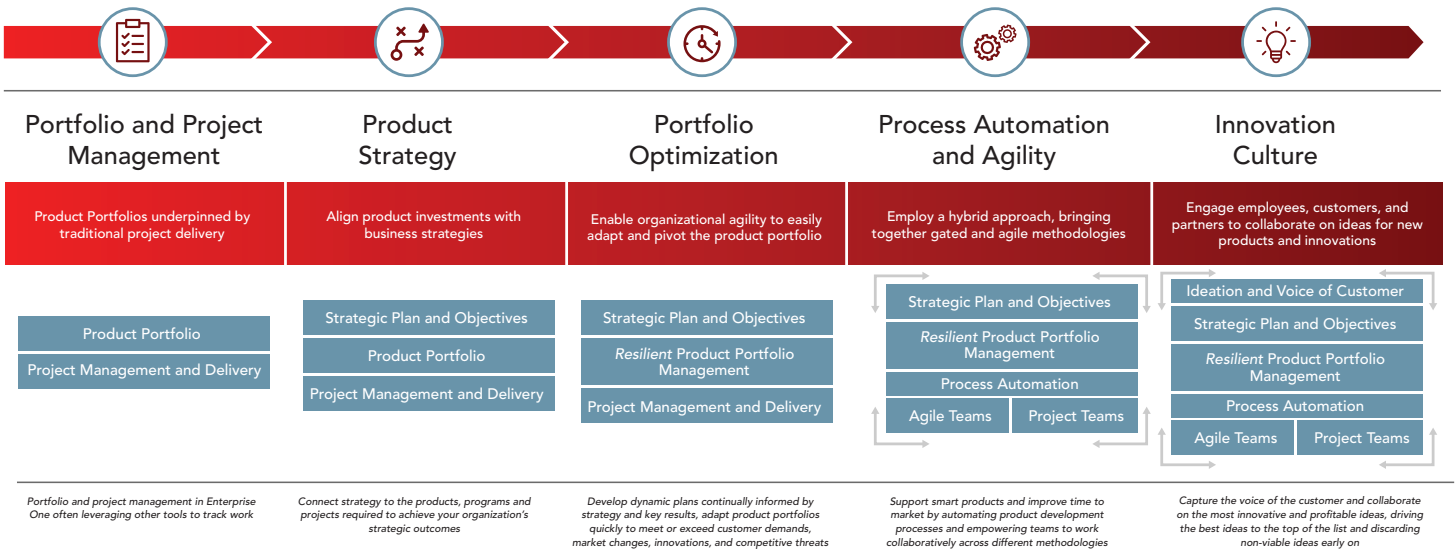 Portfolio and Project
Management
Product
Strategy
Portfolio
Optimization
Process Automation
and Agility
Innovation
Culture
Product Portfolios underpinned by
traditional project delivery
Align product investments with
business strategies
Enable organizational agility to easily
adapt and pivot the product portfolio
Employ a hybrid approach, bringing
together gated and agile methodologies
Engage employees, customers, and
partners to collaborate on ideas for new
products and innovations
Product Portfolio
Project Management and Delivery
Strategic Plan and Objectives
Product Portfolio
Project Management and Delivery
Strategic Plan and Objectives
Resilient Product Portfolio
Management
Project Management and Delivery
Strategic Plan and Objectives
Resilient Product Portfolio
Management
Process Automation
Agile Teams
Project Teams
Ideation and Voice of Customer
Strategic Plan and Objectives
Resilient Product Portfolio
Management
Process Automation
Agile Teams
Project Teams
Portfolio and project management in Enterprise
One often leveraging other tools to track work
Connect strategy to the products, programs and
projects required to achieve your organization's
strategic outcomes
Develop dynamic plans continually informed by
strategy and key results, adapt product portfolios
quickly to meet or exceed customer demands,
market changes, innovations, and competitive threats
Support smart products and improve time to
market by automating product development
processes and empowering teams to work
collaboratively across different methodologies
Capture the voice of the customer and collaborate
on the most innovative and profitable ideas, driving
the best ideas to the top of the list and discarding
non-viable ideas early on